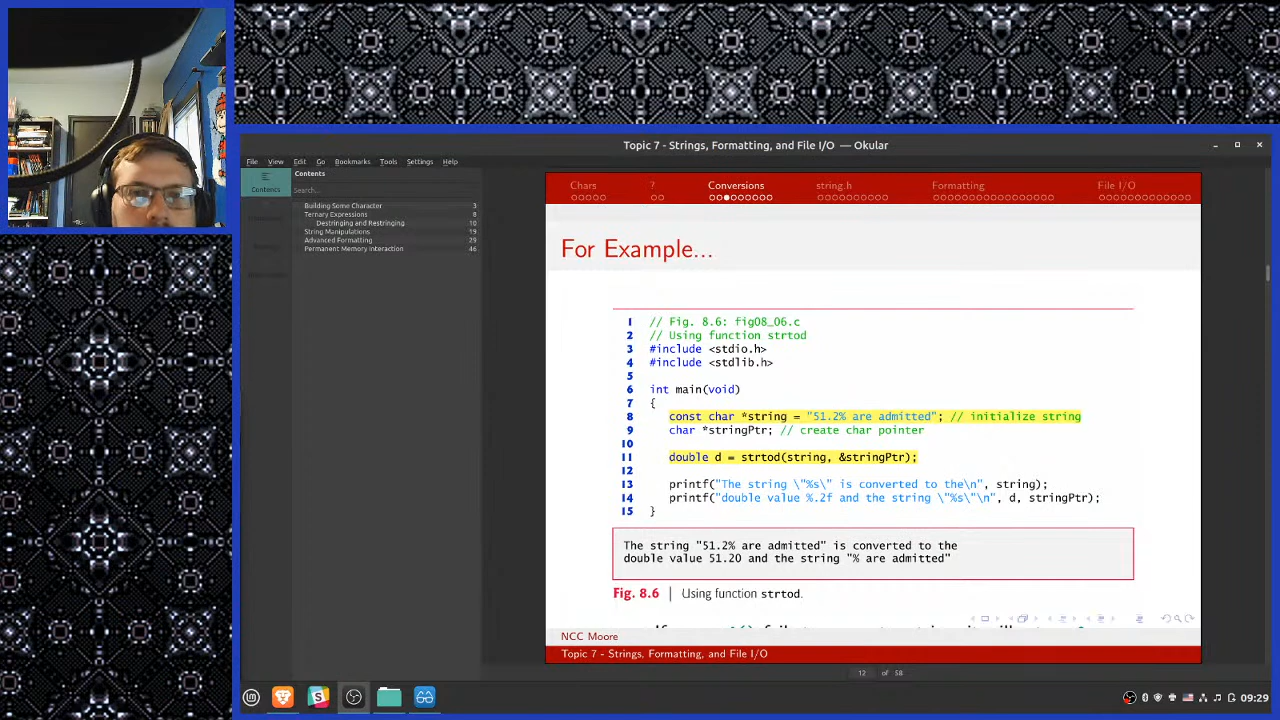 Topic 7 - Strings, Formatting, and File I/O — Okular
File View Edit Go Bookmarks Tools Settings Help
Contents
Contents
Search...
Building Some Character 3
Ternary Expressions 8
Destringing and Restringing 10
String Manipulations 19
Advanced Formatting 29
Permanent Memory Interaction 46
Chars ? Conversions string.h Formatting File I/O
For Example...
1 // Fig. 8.6: fig08_06.c
2 // Using function strtod
3 #include <stdio.h>
4 #include <stdlib.h>
5
6 int main(void)
7 {
8 const char *string = "51.2% are admitted"; // initialize string
9 char *stringPtr; // create char pointer
10
11 double d = strtod(string, &stringPtr);
12
13 printf("The string \"%s\" is converted to the\n", string);
14 printf("double value %.2f and the string \"%s\"\n", d, stringPtr);
15 }
The string "51.2% are admitted" is converted to the
double value 51.20 and the string "% are admitted"
Fig. 8.6 | Using function strtod.
NCC Moore
Topic 7 - Strings, Formatting, and File I/O
12 of 58
09:29